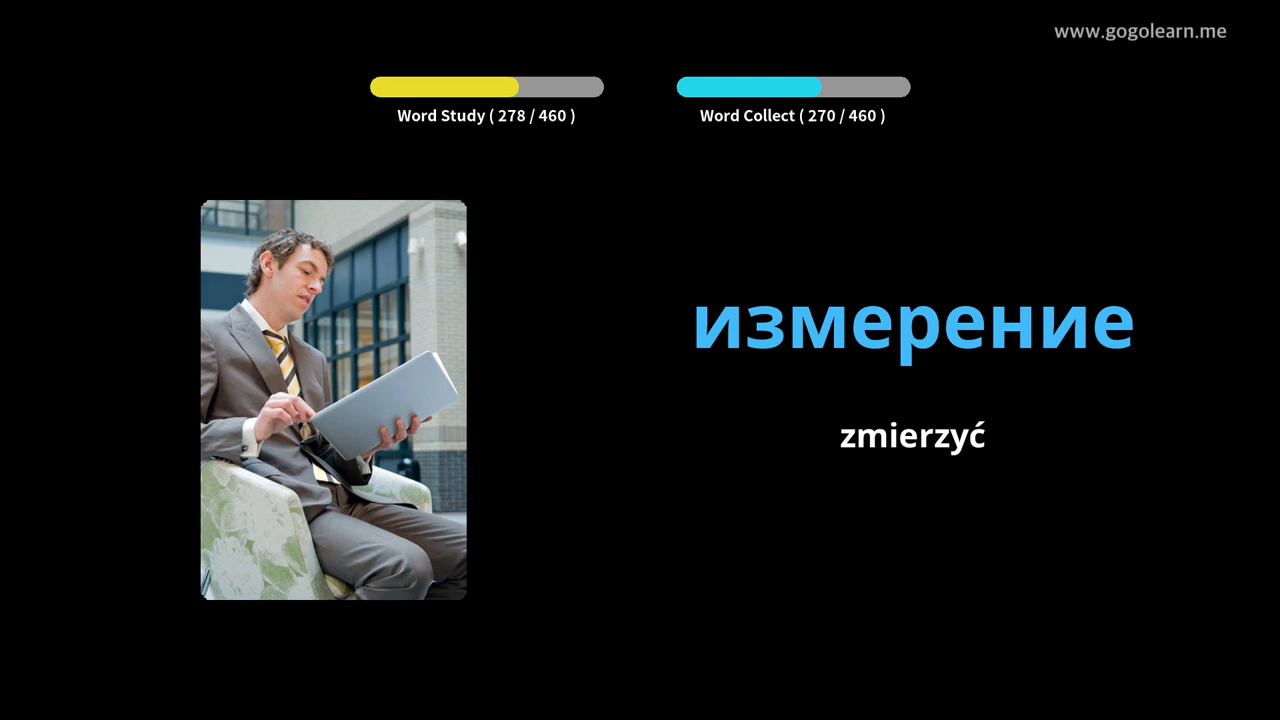 www.gogolearn.me
Word Study ( 278 / 460 )
Word Collect ( 270 / 460 )
измерение
zmierzyć